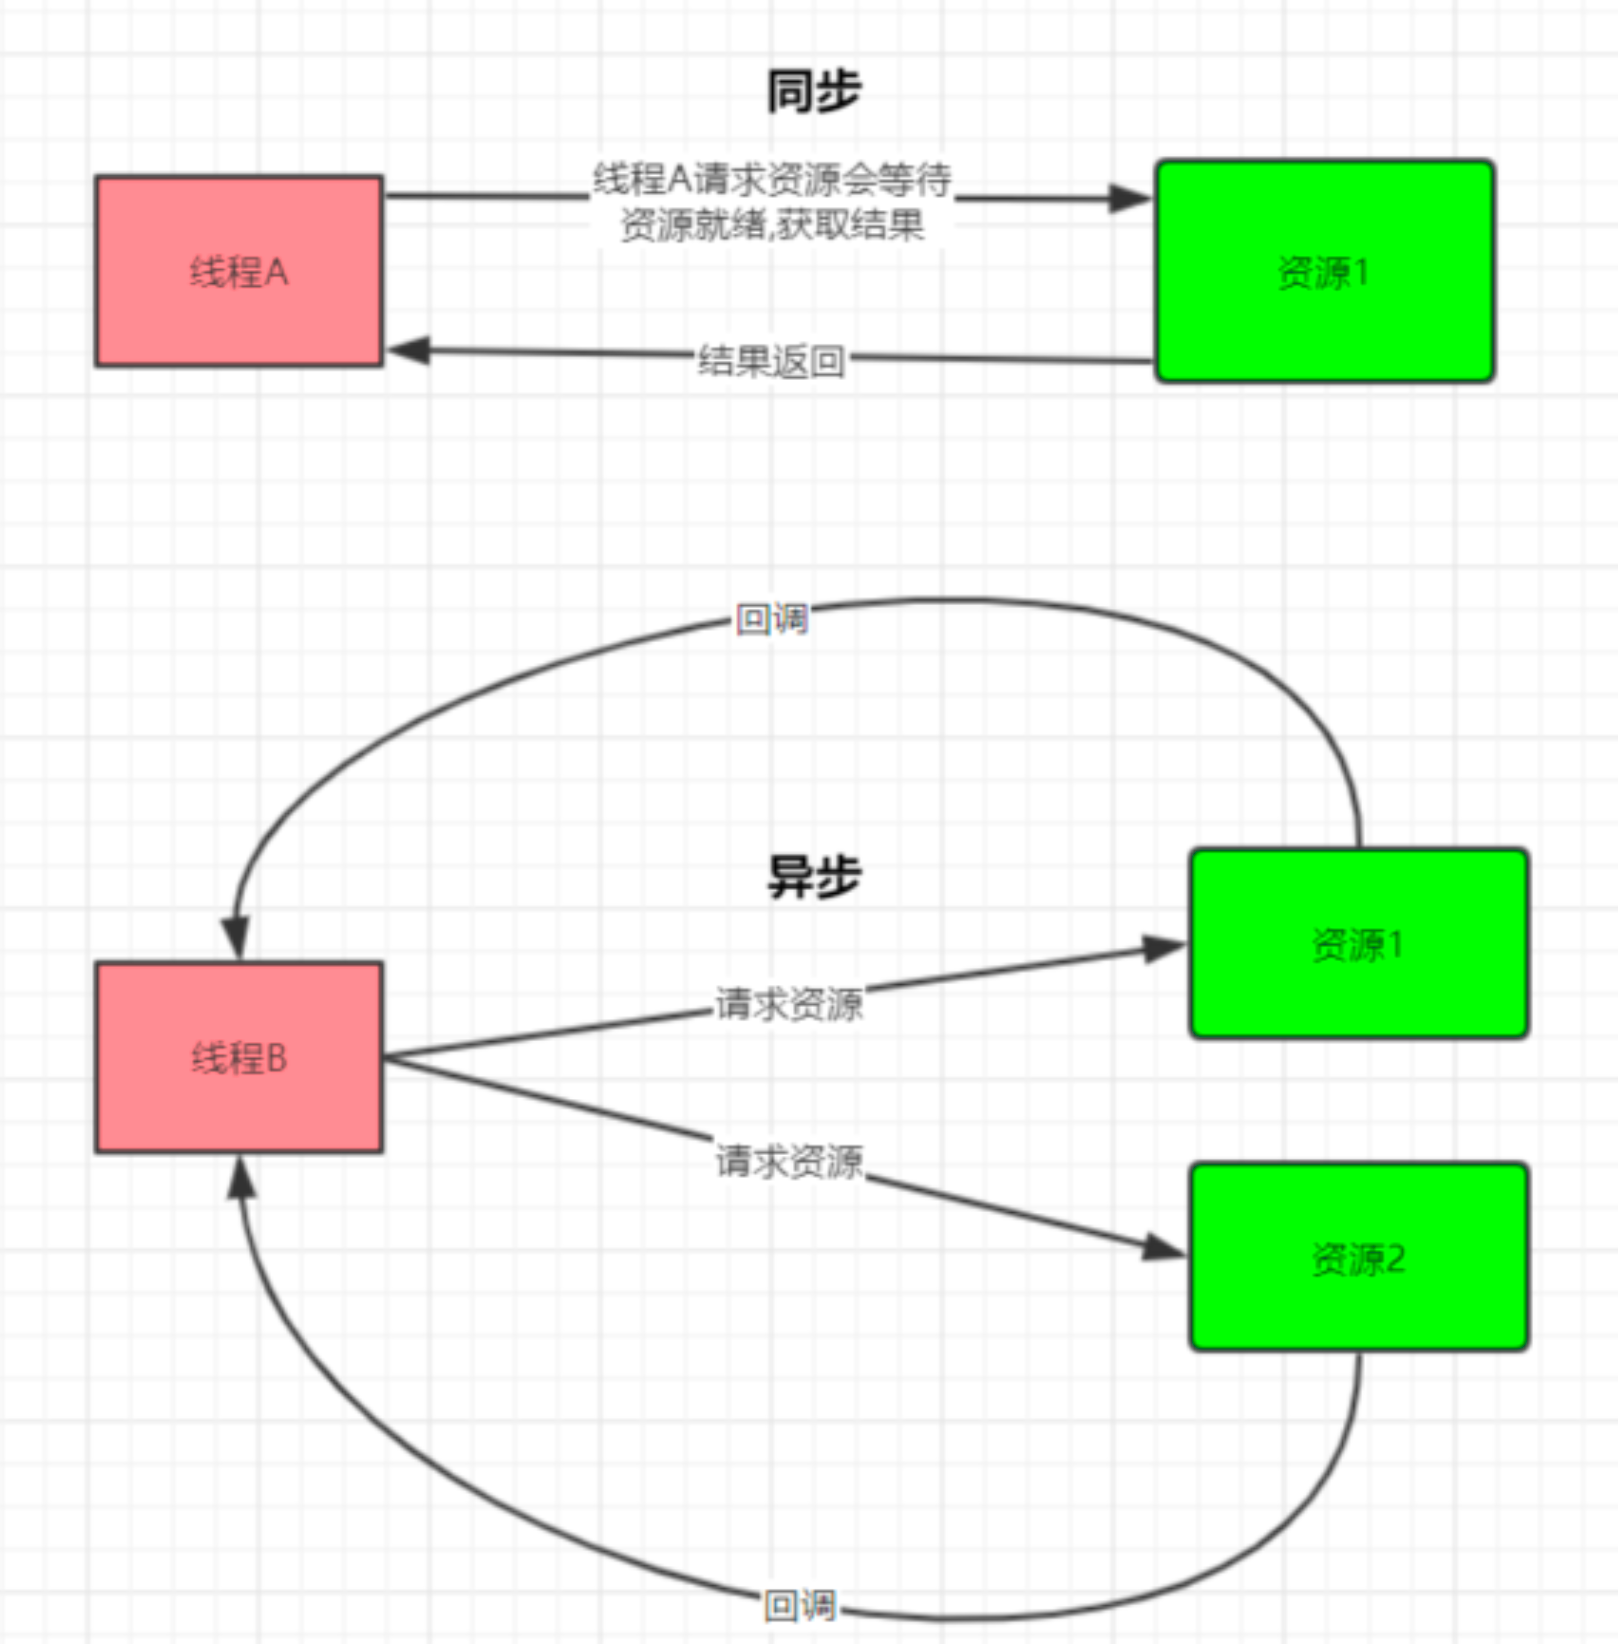 同步
线程A请求资源会等待
资源就绪,获取结果
线程A
资源1
结果返回
回调
异步
资源1
请求资源
线程B
请求资源
资源2
回调